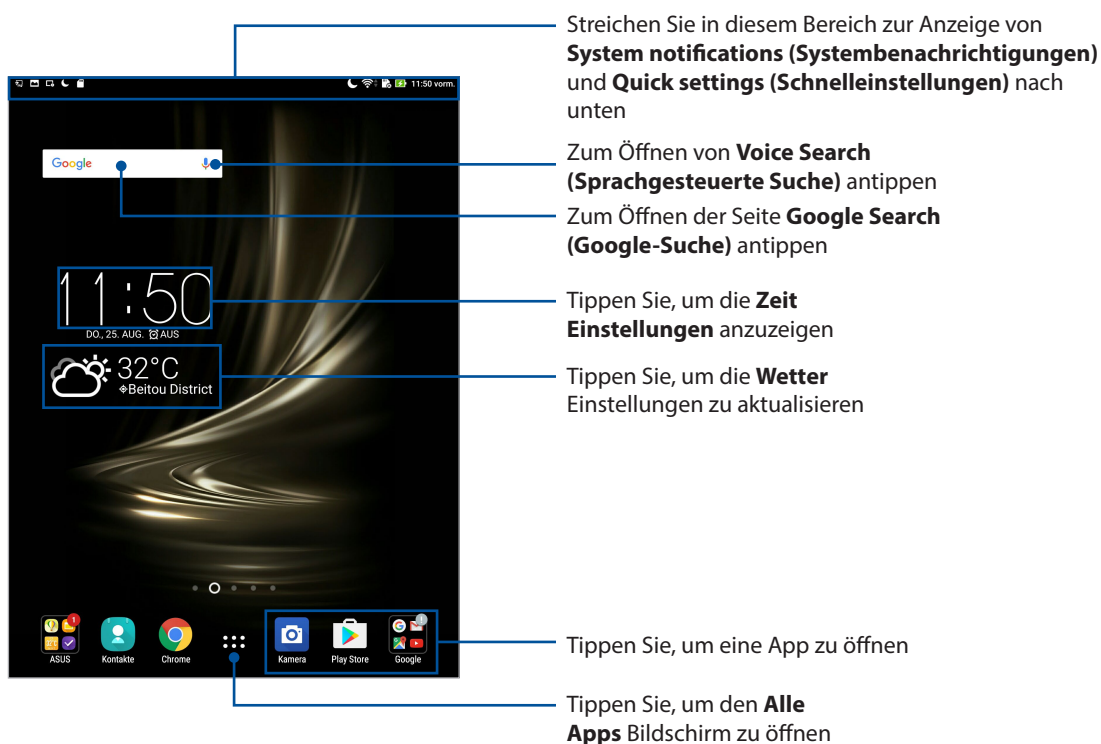 Streichen Sie in diesem Bereich zur Anzeige von
System notifications (Systembenachrichtigungen)
und Quick settings (Schnelleinstellungen) nach
unten
11:50 vorm.
Google
Zum Öffnen von Voice Search
(Sprachgesteuerte Suche) antippen
Zum Öffnen der Seite Google Search
(Google-Suche) antippen
11:50
DO., 25. AUG. AUS
Tippen Sie, um die Zeit
Einstellungen anzuzeigen
32°C
Beitou District
Tippen Sie, um die Wetter
Einstellungen zu aktualisieren
1
ASUS
Kontakte
Chrome
Kamera
Play Store
Google
Tippen Sie, um eine App zu öffnen
Tippen Sie, um den Alle
Apps Bildschirm zu öffnen